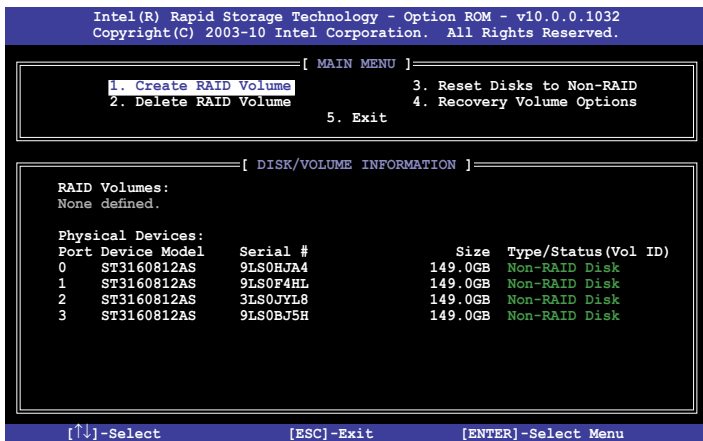 Intel(R) Rapid Storage Technology - Option ROM - v10.0.0.1032
Copyright(C) 2003-10 Intel Corporation. All Rights Reserved.
[ MAIN MENU ]
1. Create RAID Volume 3. Reset Disks to Non-RAID
2. Delete RAID Volume 4. Recovery Volume Options
5. Exit
[ DISK/VOLUME INFORMATION ]
RAID Volumes:
None defined.
Physical Devices:
Port Device Model Serial # Size Type/Status(Vol ID)
0 ST3160812AS 9LS0HJA4 149.0GB Non-RAID Disk
1 ST3160812AS 9LS0F4HL 149.0GB Non-RAID Disk
2 ST3160812AS 3LS0JYL8 149.0GB Non-RAID Disk
3 ST3160812AS 9LS0BJ5H 149.0GB Non-RAID Disk
[↑↓]-Select [ESC]-Exit [ENTER]-Select Menu